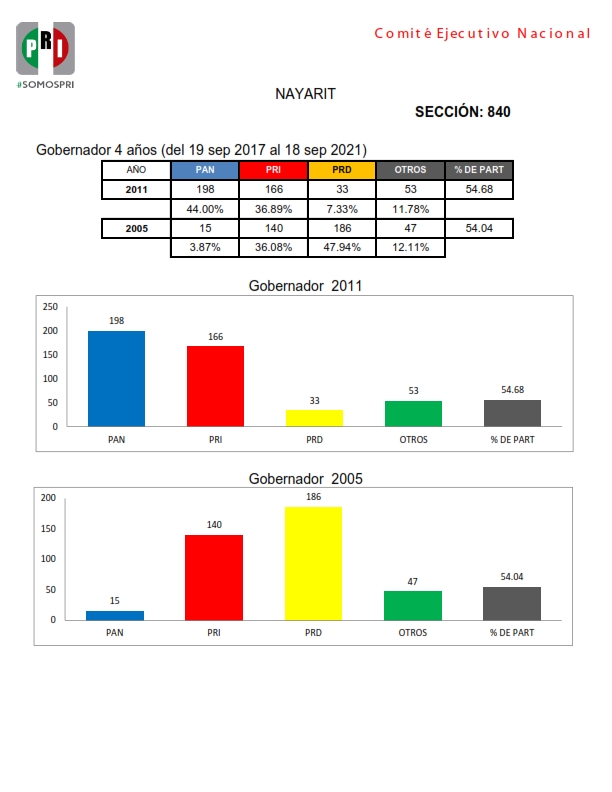 Comité Ejecutivo Nacional
PRI
#SOMOSPRI
NAYARIT
SECCIÓN: 840
Gobernador 4 años (del 19 sep 2017 al 18 sep 2021)
AÑO PAN PRI PRD OTROS % DE PART
2011 198 166 33 53 54.68
44.00% 36.89% 7.33% 11.78%
2005 15 140 186 47 54.04
3.87% 36.08% 47.94% 12.11%
Gobernador 2011
250
200
150
100
50
0
198
166
33
53
54.68
PAN PRI PRD OTROS % DE PART
Gobernador 2005
200
150
100
50
0
15
140
186
47
54.04
PAN PRI PRD OTROS % DE PART